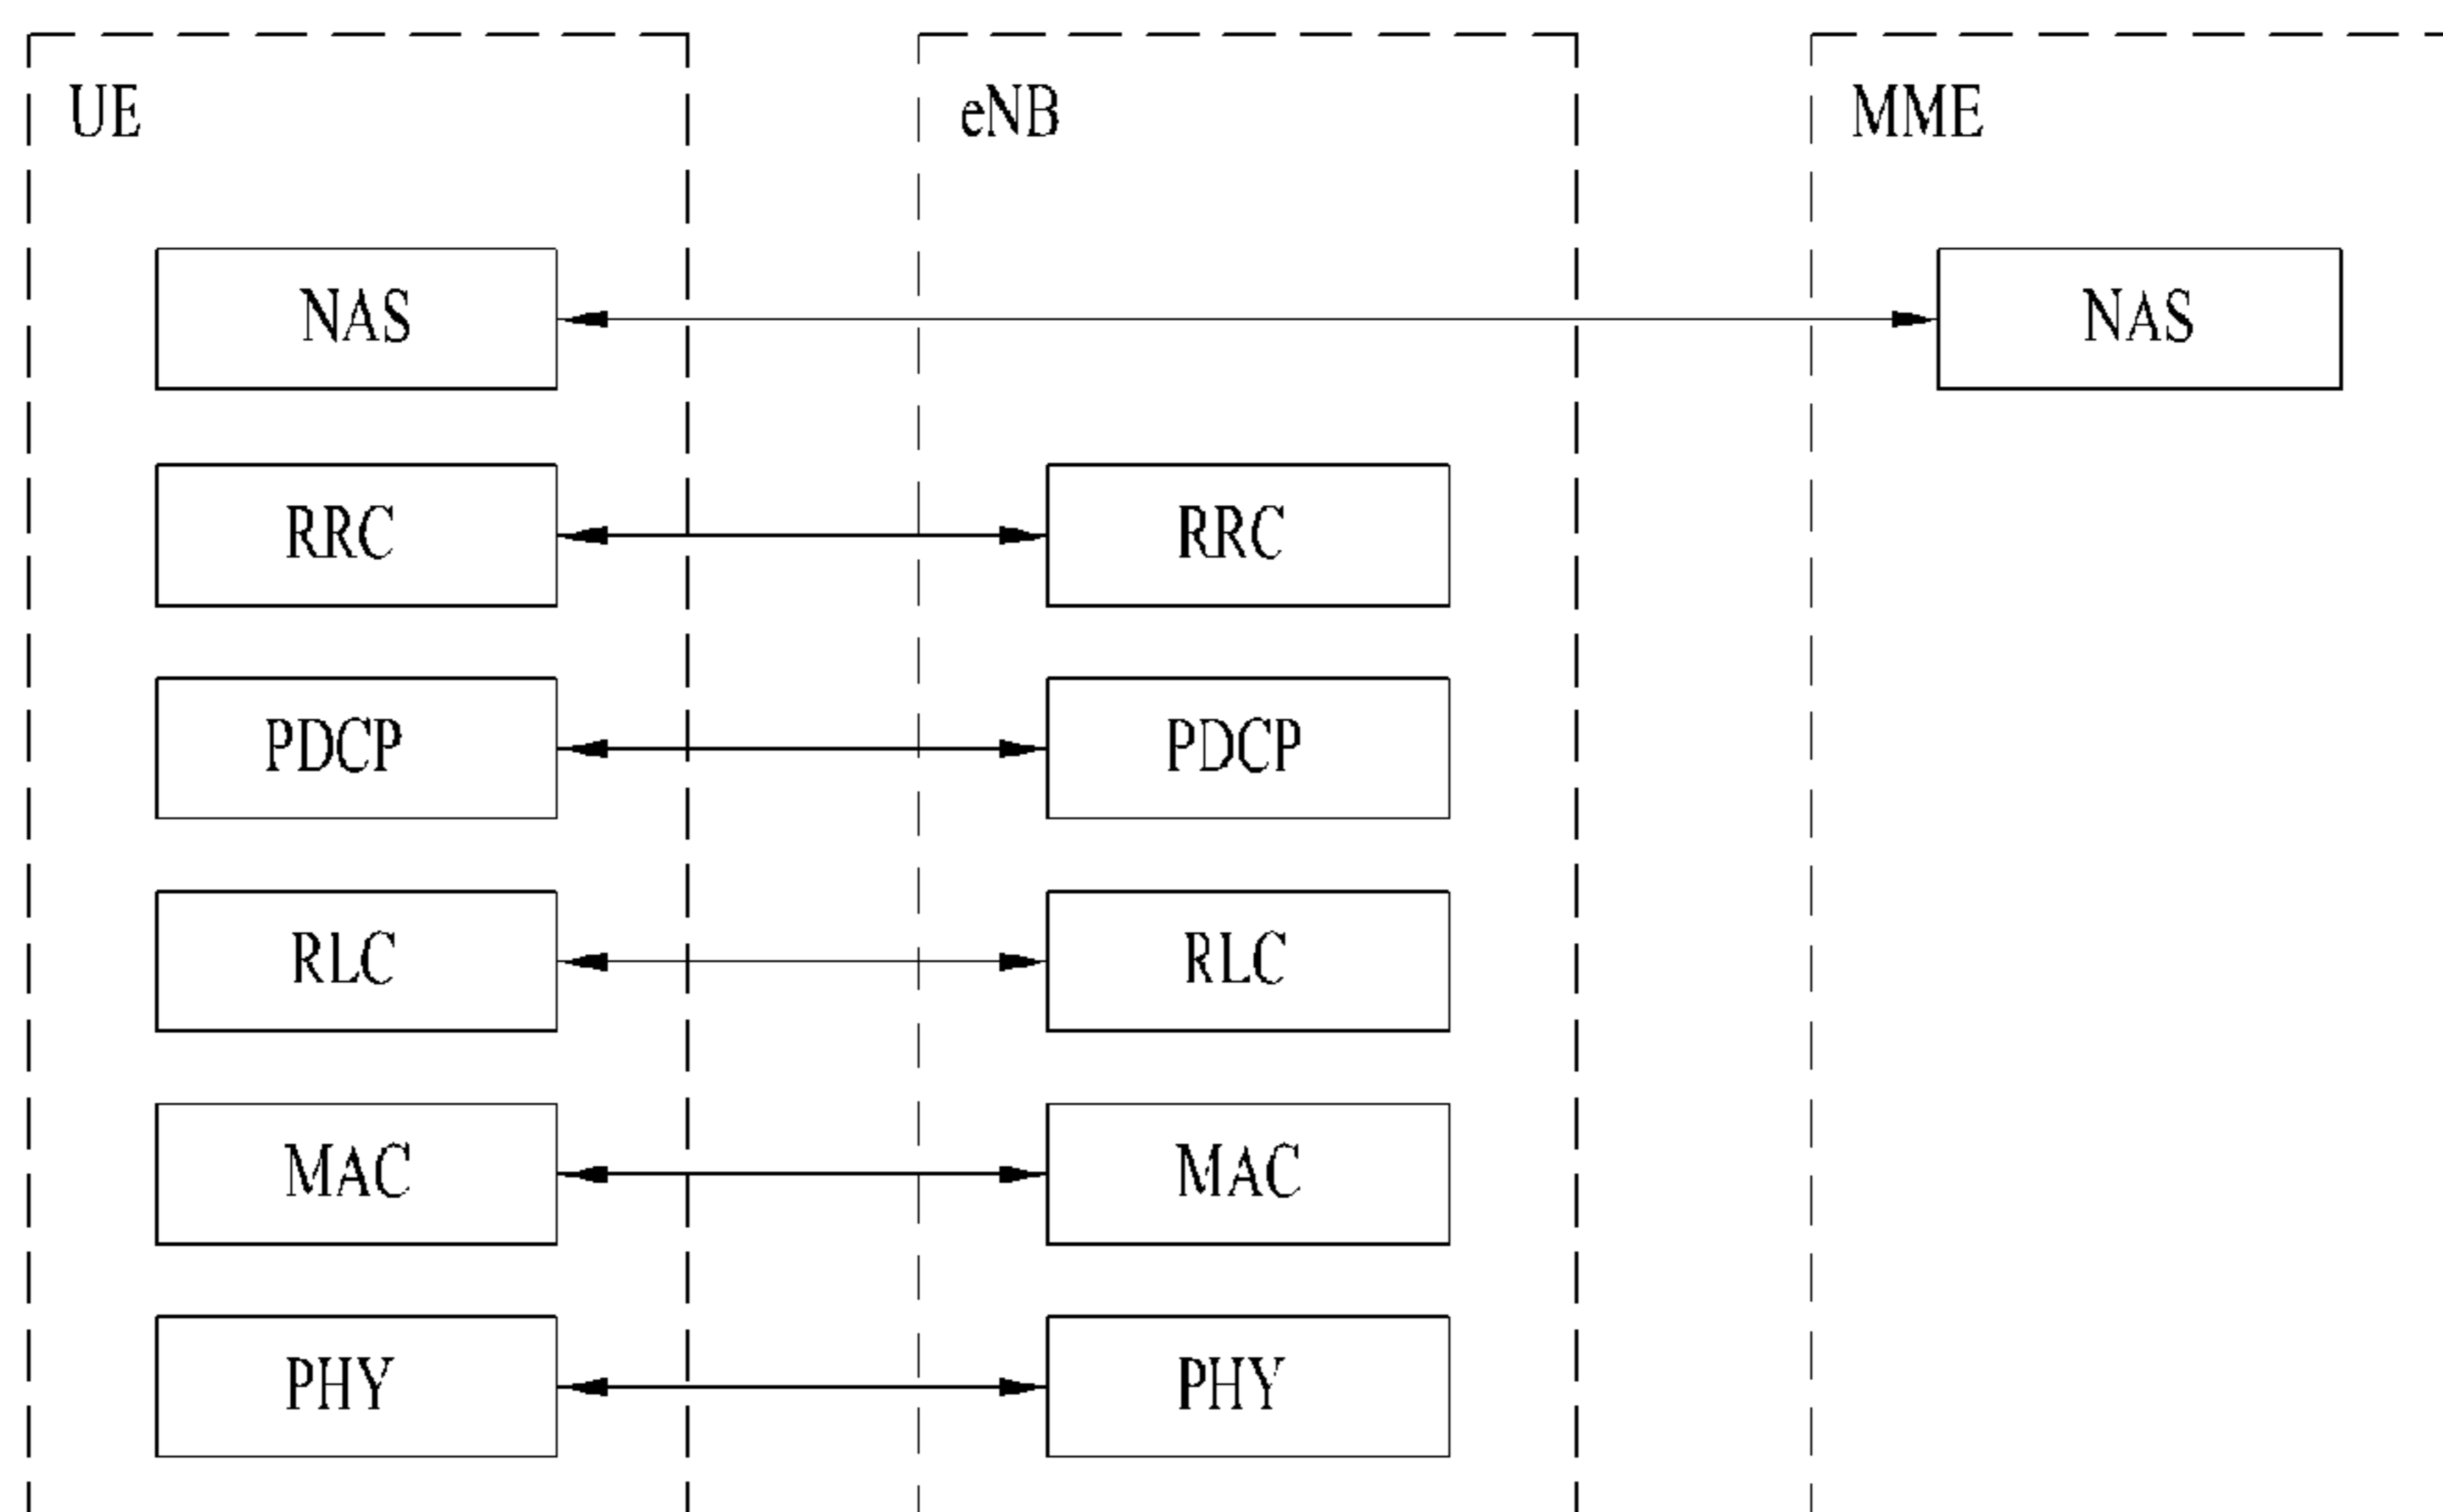 UE eNB MME
NAS NAS
RRC RRC
PDCP PDCP
RLC RLC
MAC MAC
PHY PHY